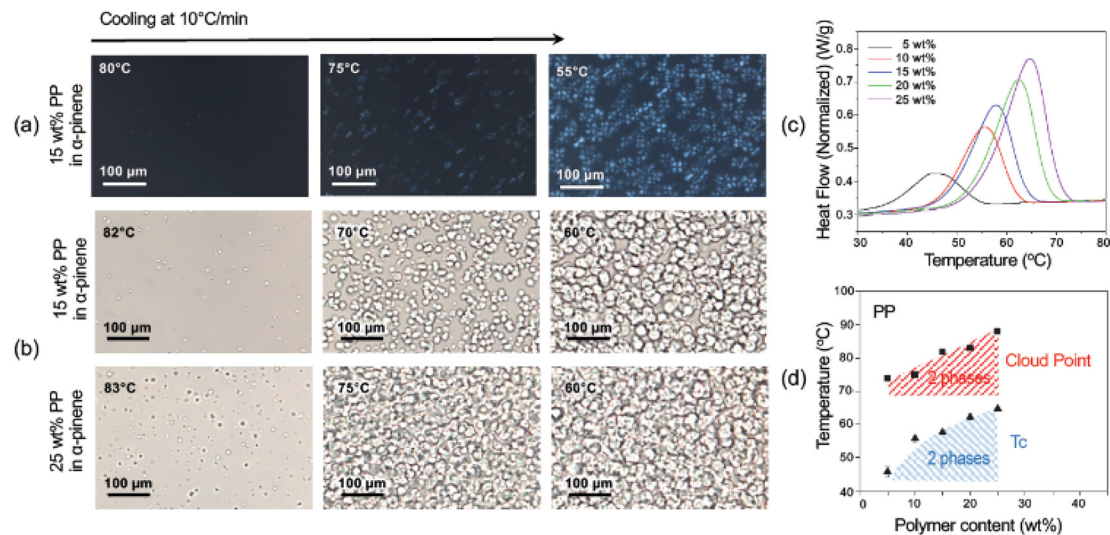 Cooling at 10°C/min
(a)
15 wt% PP
in α-pinene
80°C
100 µm
75°C
100 µm
55°C
100 µm
(b)
15 wt% PP
in α-pinene
82°C
100 µm
70°C
100 µm
60°C
100 µm
25 wt% PP
in α-pinene
83°C
100 µm
75°C
100 µm
60°C
100 µm
(c)
Heat Flow (Normalized) (W/g)
0.8
0.7
0.6
0.5
0.4
0.3
5 wt%
10 wt%
15 wt%
20 wt%
25 wt%
30 40 50 60 70 80
Temperature (°C)
(d)
Temperature (°C)
100
90
80
70
60
50
40
PP
Cloud Point
2 phases
Tc
2 phases
0 10 20 30 40
Polymer content (wt%)